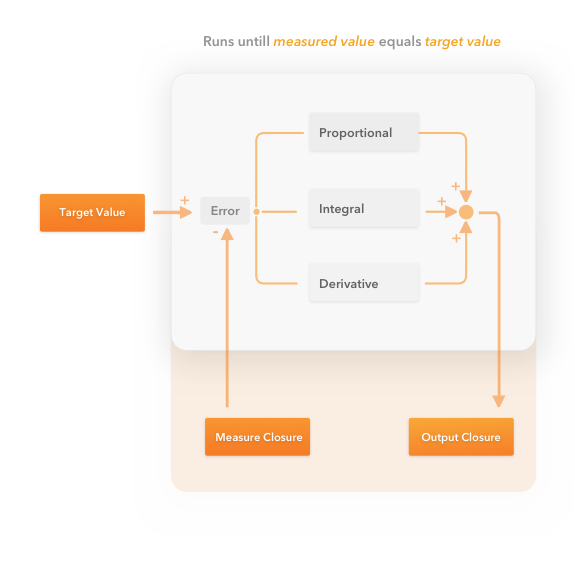 Runs untill measured value equals target value
Proportional
+
+
Integral
Target Value
+
Error
-
+
Derivative
Measure Closure
Output Closure